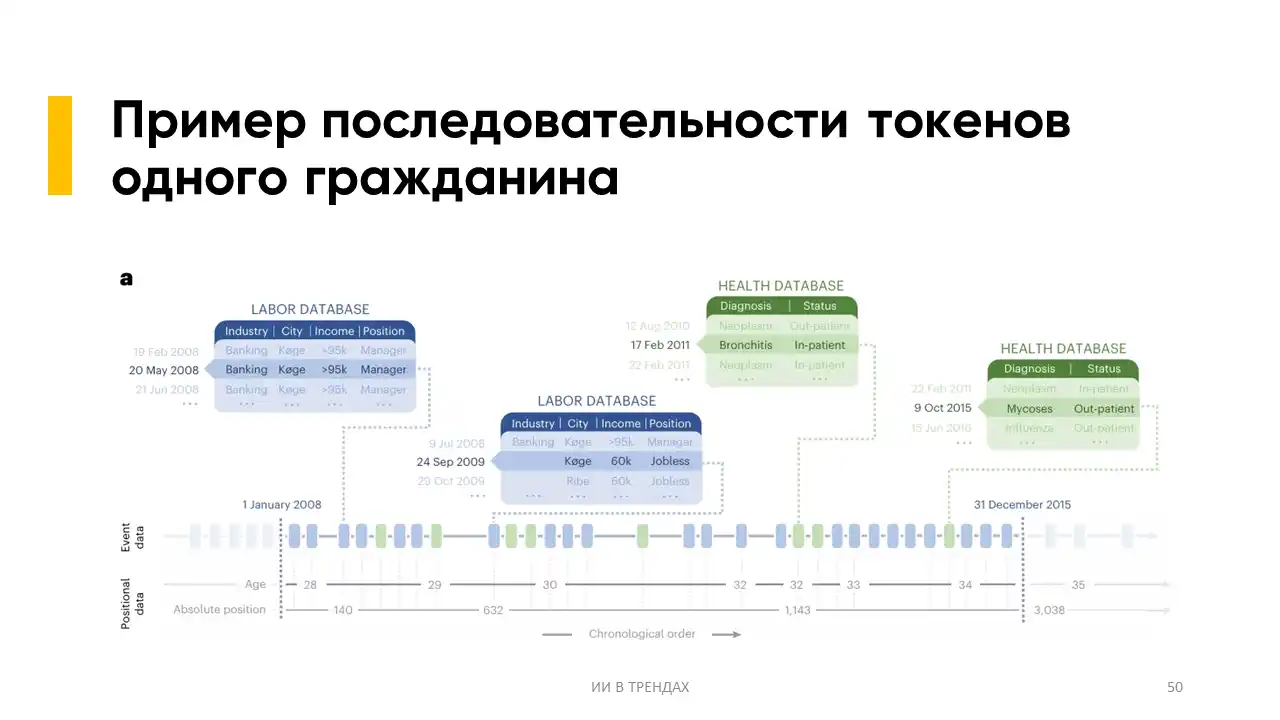 Пример последовательности токенов
одного гражданина
a
LABOR DATABASE
Industry | City | Income | Position
19 Feb 2008 Banking Køge >95k Manager
20 May 2008 Banking Køge >95k Manager
21 Jun 2008 Banking Køge >95k Manager
... ... ... ... ...
LABOR DATABASE
Industry | City | Income | Position
9 Jul 2008 Banking Køge >95k Manager
24 Sep 2009 Køge 60k Jobless
29 Oct 2009 Ribe 60k Jobless
... ... ... ... ...
HEALTH DATABASE
Diagnosis | Status
12 Aug 2010 Neoplasm Out-patient
17 Feb 2011 Bronchitis In-patient
22 Feb 2011 Neoplasm In-patient
... ... ...
HEALTH DATABASE
Diagnosis | Status
22 Feb 2011 Neoplasm In-patient
9 Oct 2015 Mycoses Out-patient
15 Jun 2016 Influenza Out-patient
... ... ...
1 January 2008 31 December 2015
Event
data
Positional
data
Age 28 29 30 32 32 33 34 35
Absolute position 140 632 1,143 3,038
Chronological order
ИИ В ТРЕНДАХ 50